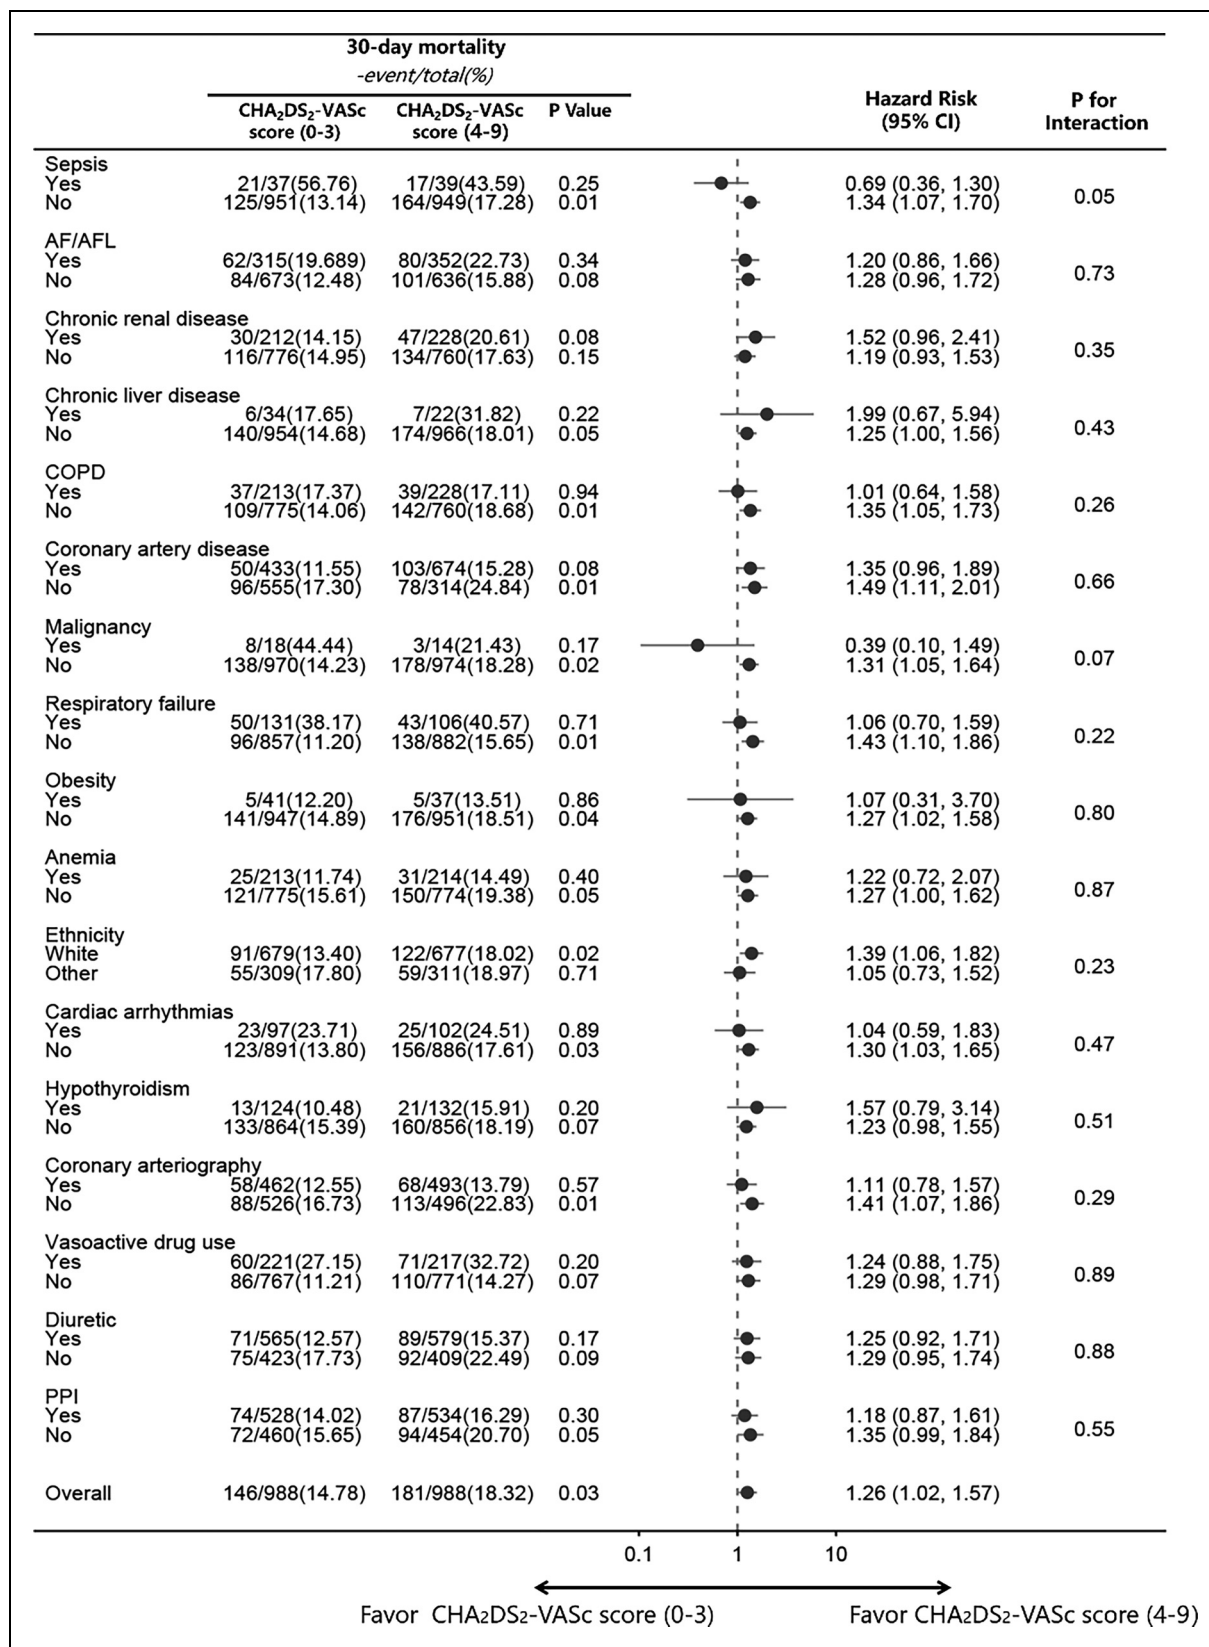 30-day mortality
-event/total(%)
CHA₂DS₂-VASc score (0-3) CHA₂DS₂-VASc score (4-9) P Value Hazard Risk (95% CI) P for Interaction
Sepsis
Yes 21/37(56.76) 17/39(43.59) 0.25 0.69 (0.36, 1.30) 0.05
No 125/951(13.14) 164/949(17.28) 0.01 1.34 (1.07, 1.70)
AF/AFL
Yes 62/315(19.689) 80/352(22.73) 0.34 1.20 (0.86, 1.66) 0.73
No 84/673(12.48) 101/636(15.88) 0.08 1.28 (0.96, 1.72)
Chronic renal disease
Yes 30/212(14.15) 47/228(20.61) 0.08 1.52 (0.96, 2.41) 0.35
No 116/776(14.95) 134/760(17.63) 0.15 1.19 (0.93, 1.53)
Chronic liver disease
Yes 6/34(17.65) 7/22(31.82) 0.22 1.99 (0.67, 5.94) 0.43
No 140/954(14.68) 174/966(18.01) 0.05 1.25 (1.00, 1.56)
COPD
Yes 37/213(17.37) 39/228(17.11) 0.94 1.01 (0.64, 1.58) 0.26
No 109/775(14.06) 142/760(18.68) 0.01 1.35 (1.05, 1.73)
Coronary artery disease
Yes 50/433(11.55) 103/674(15.28) 0.08 1.35 (0.96, 1.89) 0.66
No 96/555(17.30) 78/314(24.84) 0.01 1.49 (1.11, 2.01)
Malignancy
Yes 8/18(44.44) 3/14(21.43) 0.17 0.39 (0.10, 1.49) 0.07
No 138/970(14.23) 178/974(18.28) 0.02 1.31 (1.05, 1.64)
Respiratory failure
Yes 50/131(38.17) 43/106(40.57) 0.71 1.06 (0.70, 1.59) 0.22
No 96/857(11.20) 138/882(15.65) 0.01 1.43 (1.10, 1.86)
Obesity
Yes 5/41(12.20) 5/37(13.51) 0.86 1.07 (0.31, 3.70) 0.80
No 141/947(14.89) 176/951(18.51) 0.04 1.27 (1.02, 1.58)
Anemia
Yes 25/213(11.74) 31/214(14.49) 0.40 1.22 (0.72, 2.07) 0.87
No 121/775(15.61) 150/774(19.38) 0.05 1.27 (1.00, 1.62)
Ethnicity
White 91/679(13.40) 122/677(18.02) 0.02 1.39 (1.06, 1.82) 0.23
Other 55/309(17.80) 59/311(18.97) 0.71 1.05 (0.73, 1.52)
Cardiac arrhythmias
Yes 23/97(23.71) 25/102(24.51) 0.89 1.04 (0.59, 1.83) 0.47
No 123/891(13.80) 156/886(17.61) 0.03 1.30 (1.03, 1.65)
Hypothyroidism
Yes 13/124(10.48) 21/132(15.91) 0.20 1.57 (0.79, 3.14) 0.51
No 133/864(15.39) 160/856(18.19) 0.07 1.23 (0.98, 1.55)
Coronary arteriography
Yes 58/462(12.55) 68/493(13.79) 0.57 1.11 (0.78, 1.57) 0.29
No 88/526(16.73) 113/496(22.83) 0.01 1.41 (1.07, 1.86)
Vasoactive drug use
Yes 60/221(27.15) 71/217(32.72) 0.20 1.24 (0.88, 1.75) 0.89
No 86/767(11.21) 110/771(14.27) 0.07 1.29 (0.98, 1.71)
Diuretic
Yes 71/565(12.57) 89/579(15.37) 0.17 1.25 (0.92, 1.71) 0.88
No 75/423(17.73) 92/409(22.49) 0.09 1.29 (0.95, 1.74)
PPI
Yes 74/528(14.02) 87/534(16.29) 0.30 1.18 (0.87, 1.61) 0.55
No 72/460(15.65) 94/454(20.70) 0.05 1.35 (0.99, 1.84)
Overall 146/988(14.78) 181/988(18.32) 0.03 1.26 (1.02, 1.57)
0.1 1 10
Favor CHA₂DS₂-VASc score (0-3) Favor CHA₂DS₂-VASc score (4-9)